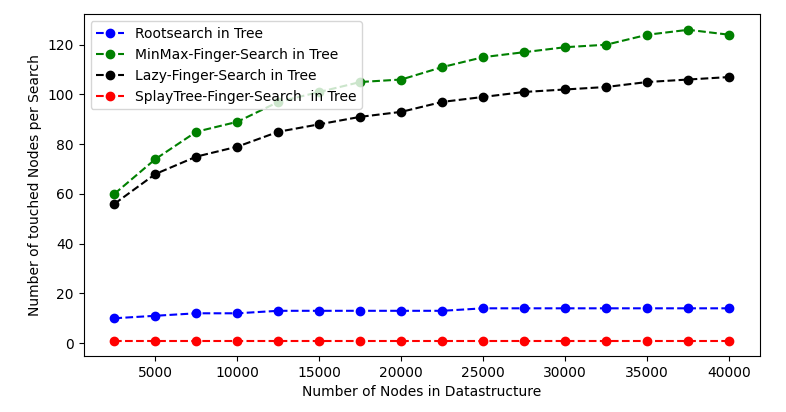 Rootsearch in Tree
MinMax-Finger-Search in Tree
Lazy-Finger-Search in Tree
SplayTree-Finger-Search  in Tree
Number of touched Nodes per Search
120
100
80
60
40
20
0
5000 10000 15000 20000 25000 30000 35000 40000
Number of Nodes in Datastructure